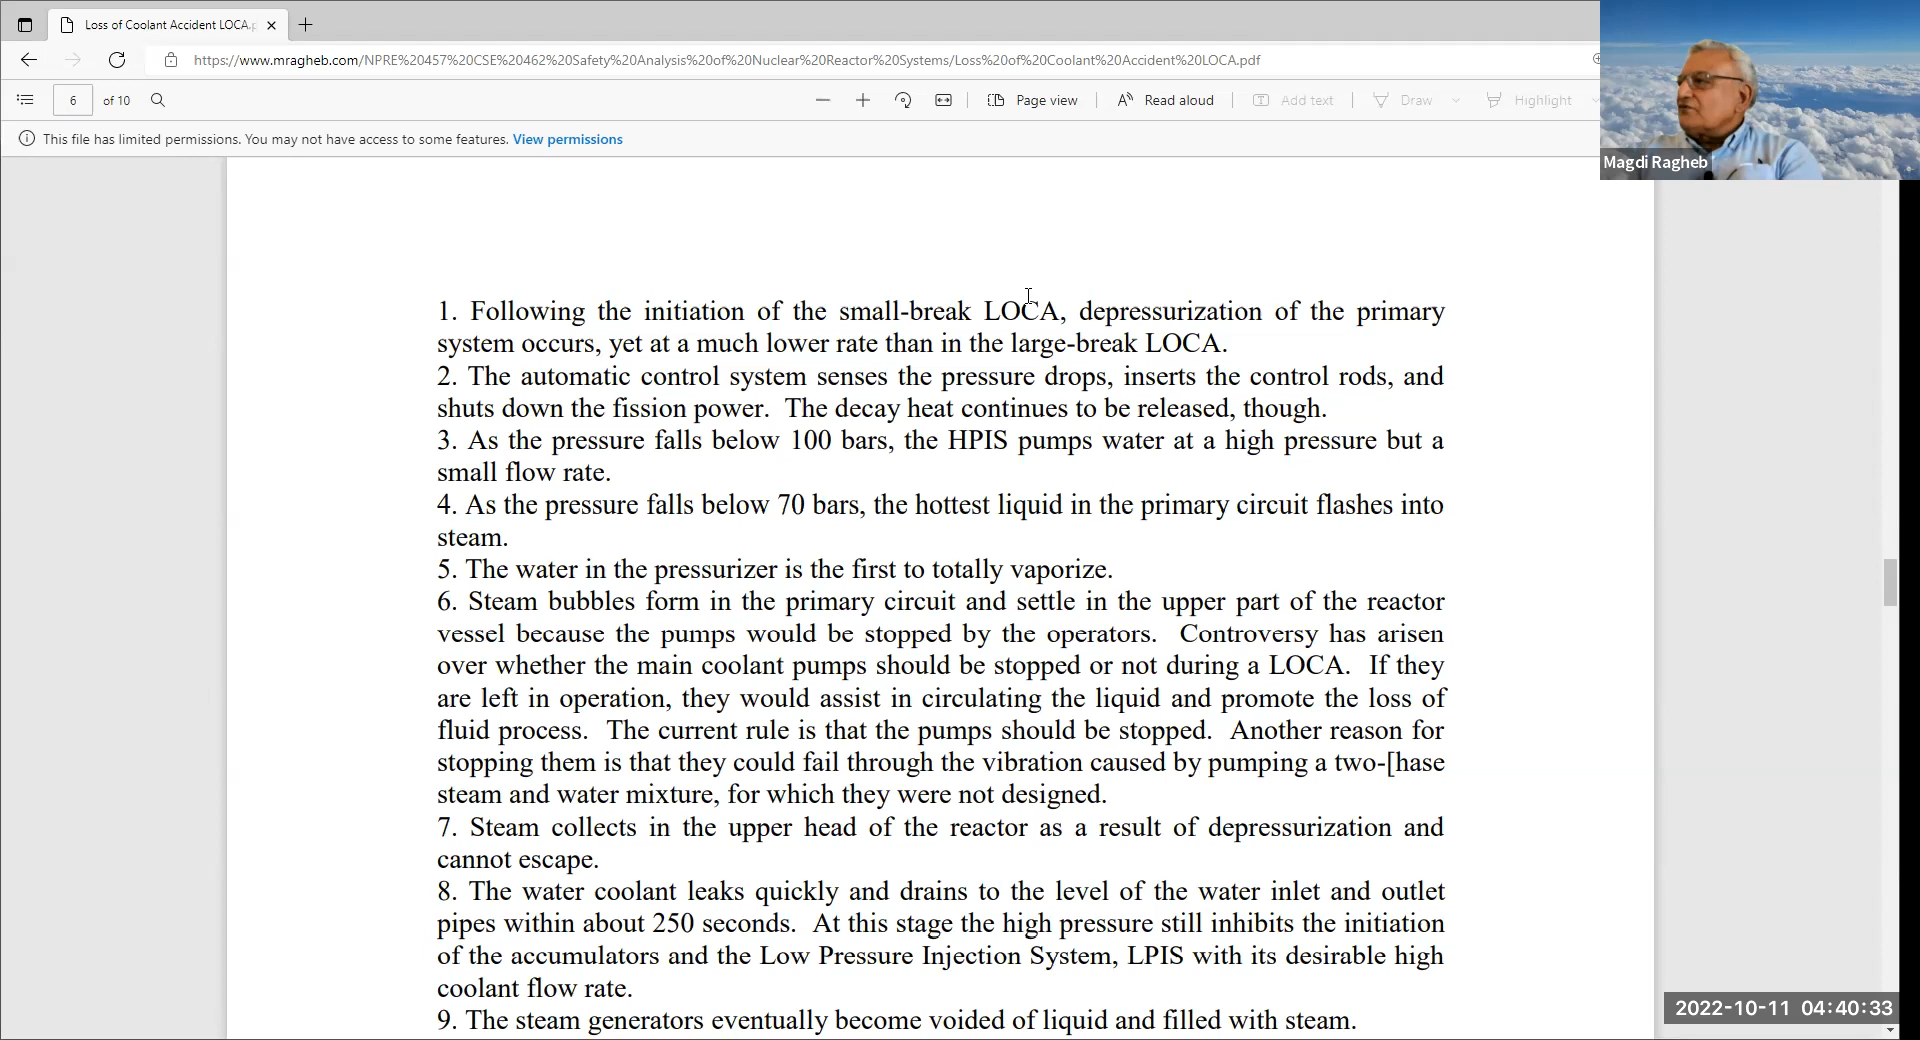 Loss of Coolant Accident LOCA.p
https://www.mragheb.com/NPRE%20457%20CSE%20462%20Safety%20Analysis%20of%20Nuclear%20Reactor%20Systems/Loss%20of%20Coolant%20Accident%20LOCA.pdf
6 of 10 Page view Read aloud Add text Draw Highlight
This file has limited permissions. You may not have access to some features. View permissions
Magdi Ragheb
1. Following the initiation of the small-break LOCA, depressurization of the primary
system occurs, yet at a much lower rate than in the large-break LOCA.
2. The automatic control system senses the pressure drops, inserts the control rods, and
shuts down the fission power. The decay heat continues to be released, though.
3. As the pressure falls below 100 bars, the HPIS pumps water at a high pressure but a
small flow rate.
4. As the pressure falls below 70 bars, the hottest liquid in the primary circuit flashes into
steam.
5. The water in the pressurizer is the first to totally vaporize.
6. Steam bubbles form in the primary circuit and settle in the upper part of the reactor
vessel because the pumps would be stopped by the operators. Controversy has arisen
over whether the main coolant pumps should be stopped or not during a LOCA. If they
are left in operation, they would assist in circulating the liquid and promote the loss of
fluid process. The current rule is that the pumps should be stopped. Another reason for
stopping them is that they could fail through the vibration caused by pumping a two-[hase
steam and water mixture, for which they were not designed.
7. Steam collects in the upper head of the reactor as a result of depressurization and
cannot escape.
8. The water coolant leaks quickly and drains to the level of the water inlet and outlet
pipes within about 250 seconds. At this stage the high pressure still inhibits the initiation
of the accumulators and the Low Pressure Injection System, LPIS with its desirable high
coolant flow rate.
9. The steam generators eventually become voided of liquid and filled with steam.
2022-10-11 04:40:33